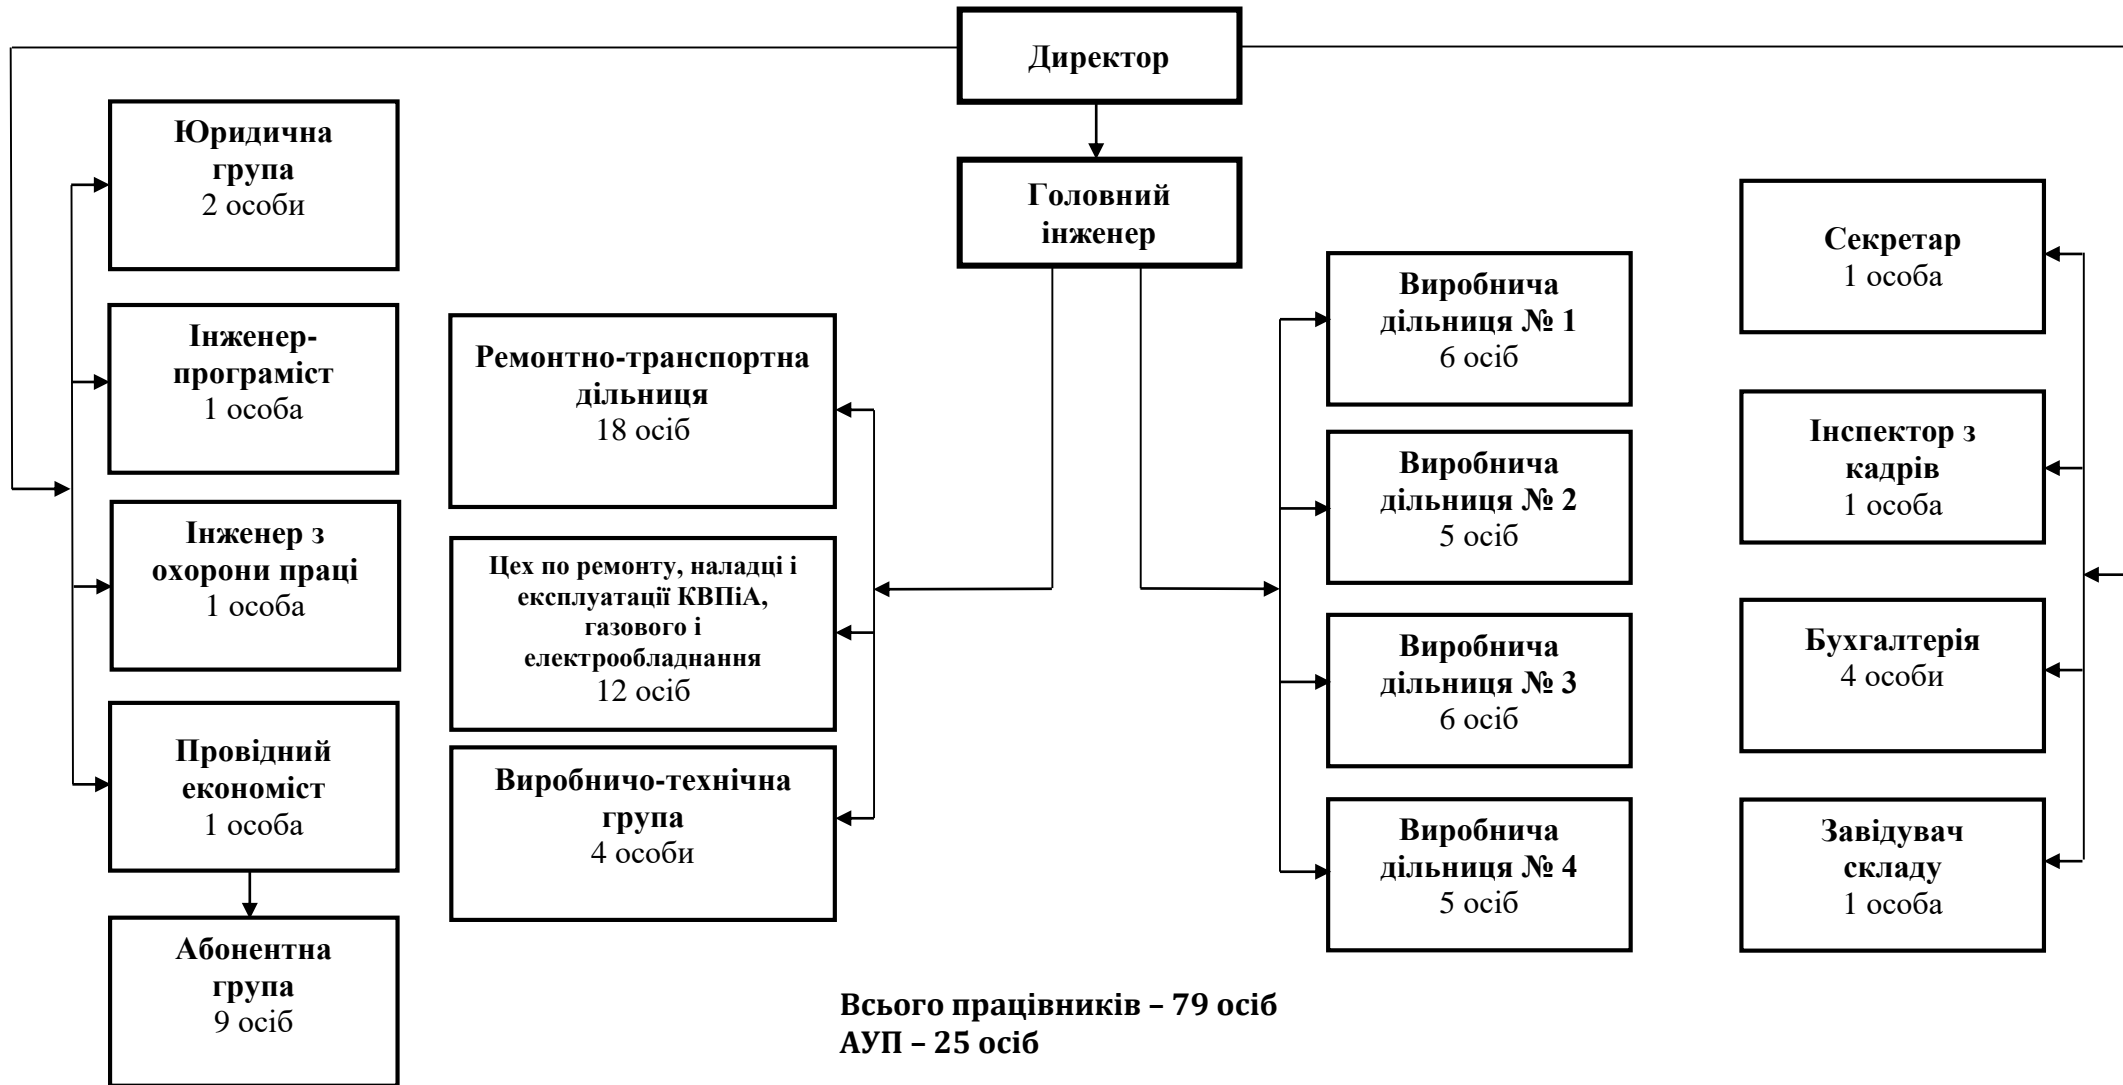 Директор
Головний
інженер
Юридична
група
2 особи
Інженер-
програміст
1 особа
Інженер з
охорони праці
1 особа
Провідний
економіст
1 особа
Абонентна
група
9 осіб
Ремонтно-транспортна
дільниця
18 осіб
Цех по ремонту, наладці і
експлуатації КВПіА,
газового і
електрообладнання
12 осіб
Виробничо-технічна
група
4 особи
Виробнича
дільниця № 1
6 осіб
Виробнича
дільниця № 2
5 осіб
Виробнича
дільниця № 3
6 осіб
Виробнича
дільниця № 4
5 осіб
Секретар
1 особа
Інспектор з
кадрів
1 особа
Бухгалтерія
4 особи
Завідувач
складу
1 особа
Всього працівників – 79 осіб
АУП – 25 осіб